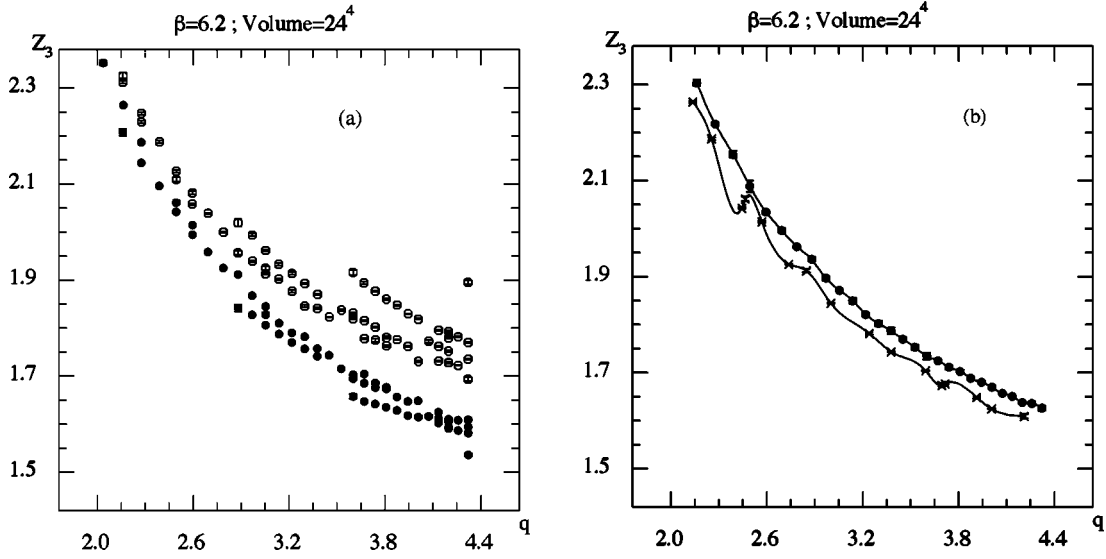 β=6.2 ; Volume=24⁴
Z₃
2.3
2.1
1.9
1.7
1.5
(a)
q
2.0 2.6 3.2 3.8 4.4
β=6.2 ; Volume=24⁴
Z₃
2.3
2.1
1.9
1.7
1.5
(b)
q
2.0 2.6 3.2 3.8 4.4